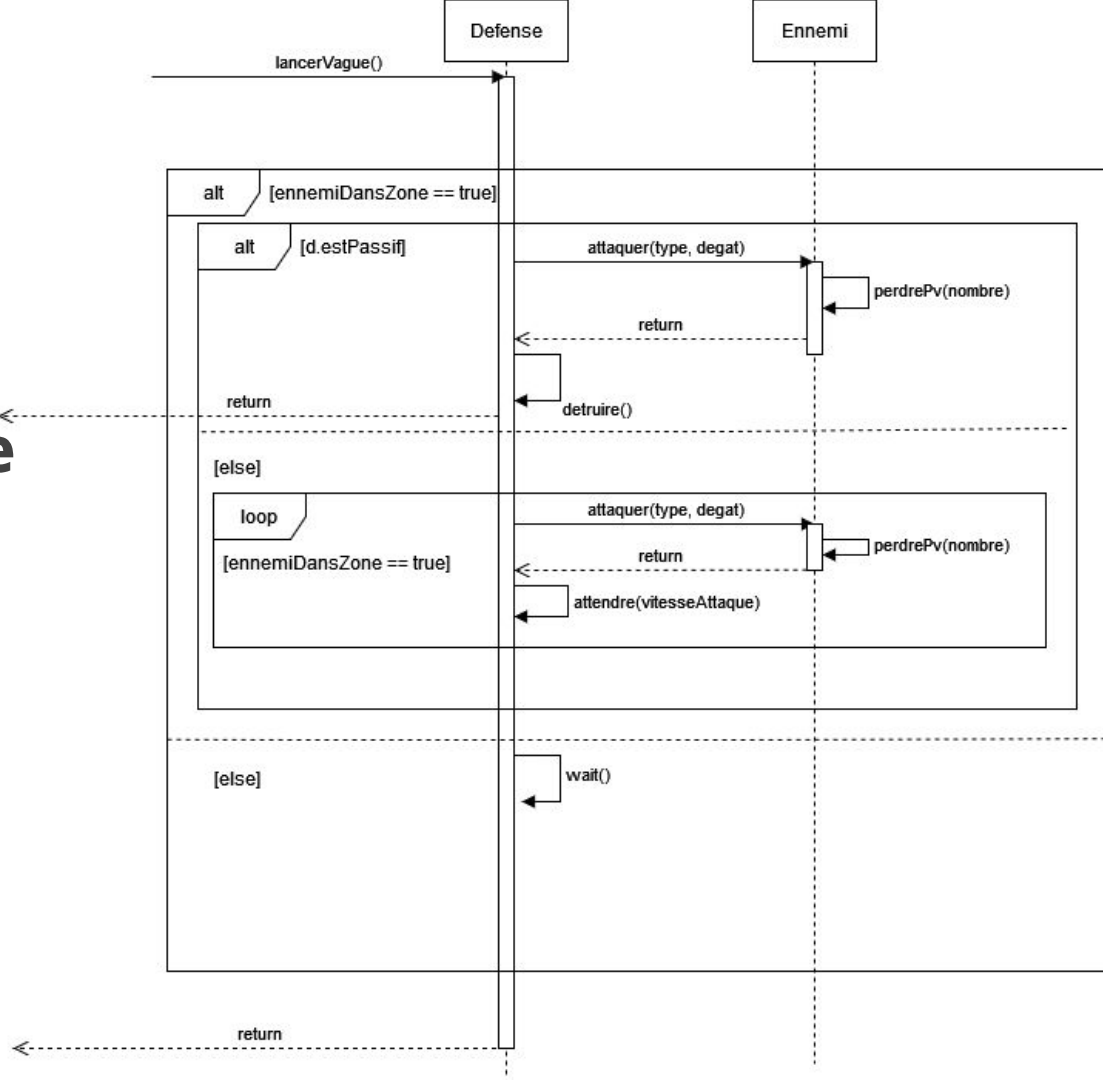 Defense
Ennemi
lancerVague()
alt
[ennemiDansZone == true]
alt
[d.estPassif]
attaquer(type, degat)
perdrePv(nombre)
return
return
detruire()
e
[else]
loop
attaquer(type, degat)
perdrePv(nombre)
return
[ennemiDansZone == true]
attendre(vitesseAttaque)
[else]
wait()
return